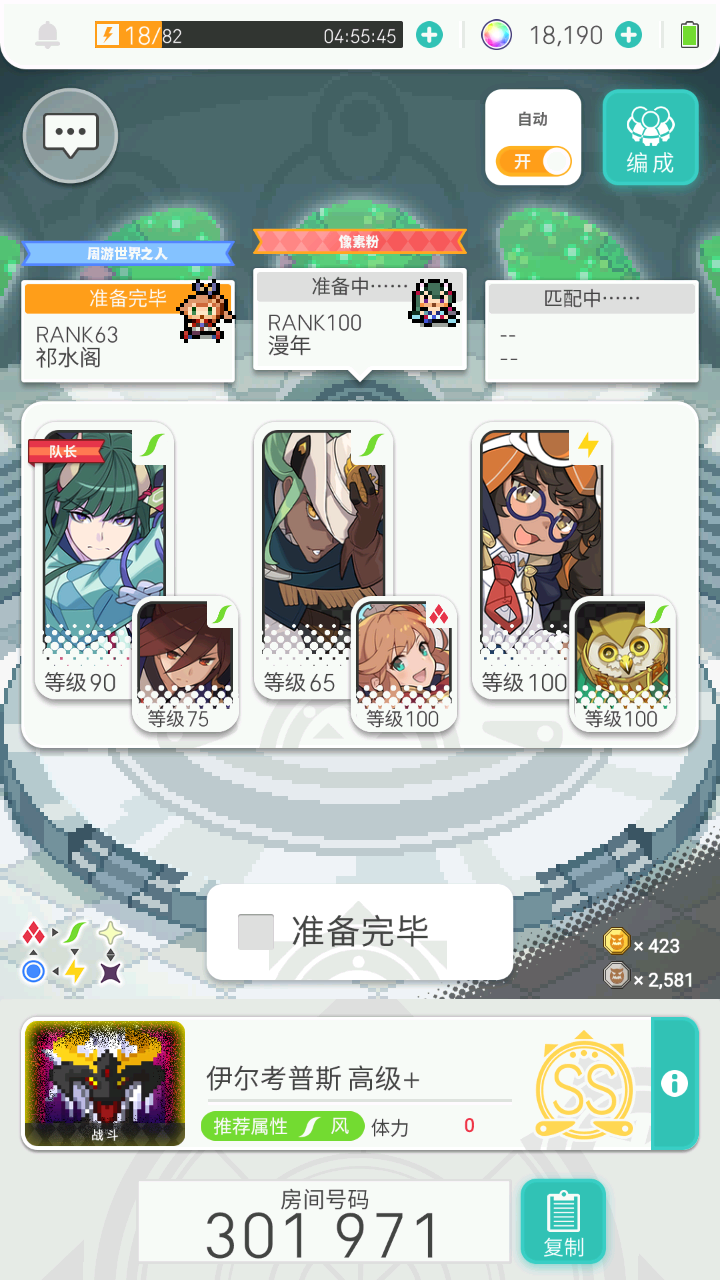 18/82 04:55:45 18,190
自动
开
编成
周游世界之人
像素粉
准备完毕
RANK63
祁水阁
准备中……
RANK100
漫年
匹配中……
--
--
队长
等级90
等级75
等级65
等级100
等级100
等级100
准备完毕
× 423
× 2,581
战斗
伊尔考普斯 高级+
推荐属性 风 体力 0
SS
房间号码
301 971
复制